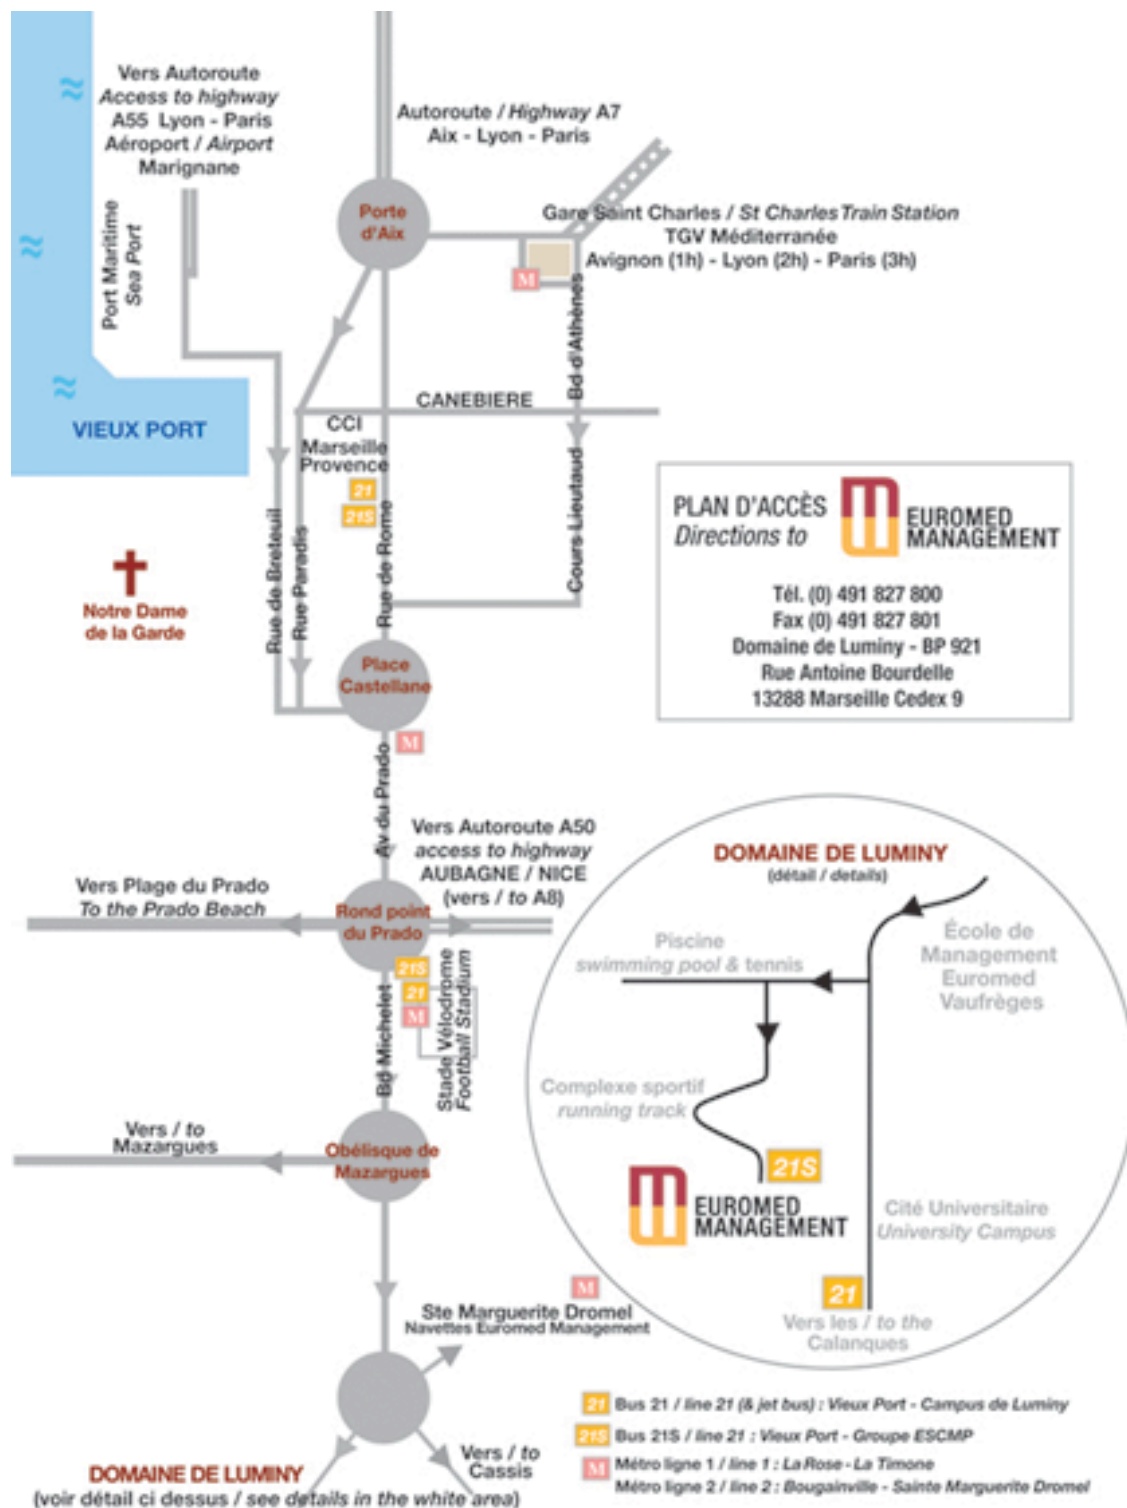 Vers Autoroute
Access to highway
A55 Lyon - Paris
Aéroport / Airport
Marignane
Autoroute / Highway A7
Aix - Lyon - Paris
Port Maritime
Sea Port
Porte
d'Aix
Gare Saint Charles / St Charles Train Station
TGV Méditerranée
Avignon (1h) - Lyon (2h) - Paris (3h)
M
Bd d'Athènes
CANEBIERE
VIEUX PORT
CCI
Marseille
Provence
21
21S
Rue de Breteuil
Rue Paradis
Rue de Rome
Cours Lieutaud
Notre Dame
de la Garde
PLAN D'ACCÈS
Directions to
EUROMED
MANAGEMENT
Tél. (0) 491 827 800
Fax (0) 491 827 801
Domaine de Luminy - BP 921
Rue Antoine Bourdelle
13288 Marseille Cedex 9
Place
Castellane
M
Av du Prado
Vers Autoroute A50
access to highway
AUBAGNE / NICE
(vers / to A8)
Vers Plage du Prado
To the Prado Beach
Rond point
du Prado
21S
21
M
Stade Vélodrome
Football Stadium
Bd Michelet
Vers / to
Mazargues
Obélisque de
Mazargues
DOMAINE DE LUMINY
(détail / details)
École de
Management
Euromed
Vaufrèges
Piscine
swimming pool & tennis
Complexe sportif
running track
21S
EUROMED
MANAGEMENT
Cité Universitaire
University Campus
21
Vers les / to the
Calanques
M
Ste Marguerite Dromel
Navettes Euromed Management
Vers / to
Cassis
DOMAINE DE LUMINY
(voir détail ci dessus / see details in the white area)
21 Bus 21 / line 21 (& jet bus) : Vieux Port - Campus de Luminy
21S Bus 21S / line 21 : Vieux Port - Groupe ESCMP
M Métro ligne 1 / line 1 : La Rose - La Timone
Métro ligne 2 / line 2 : Bougainville - Sainte Marguerite Dromel